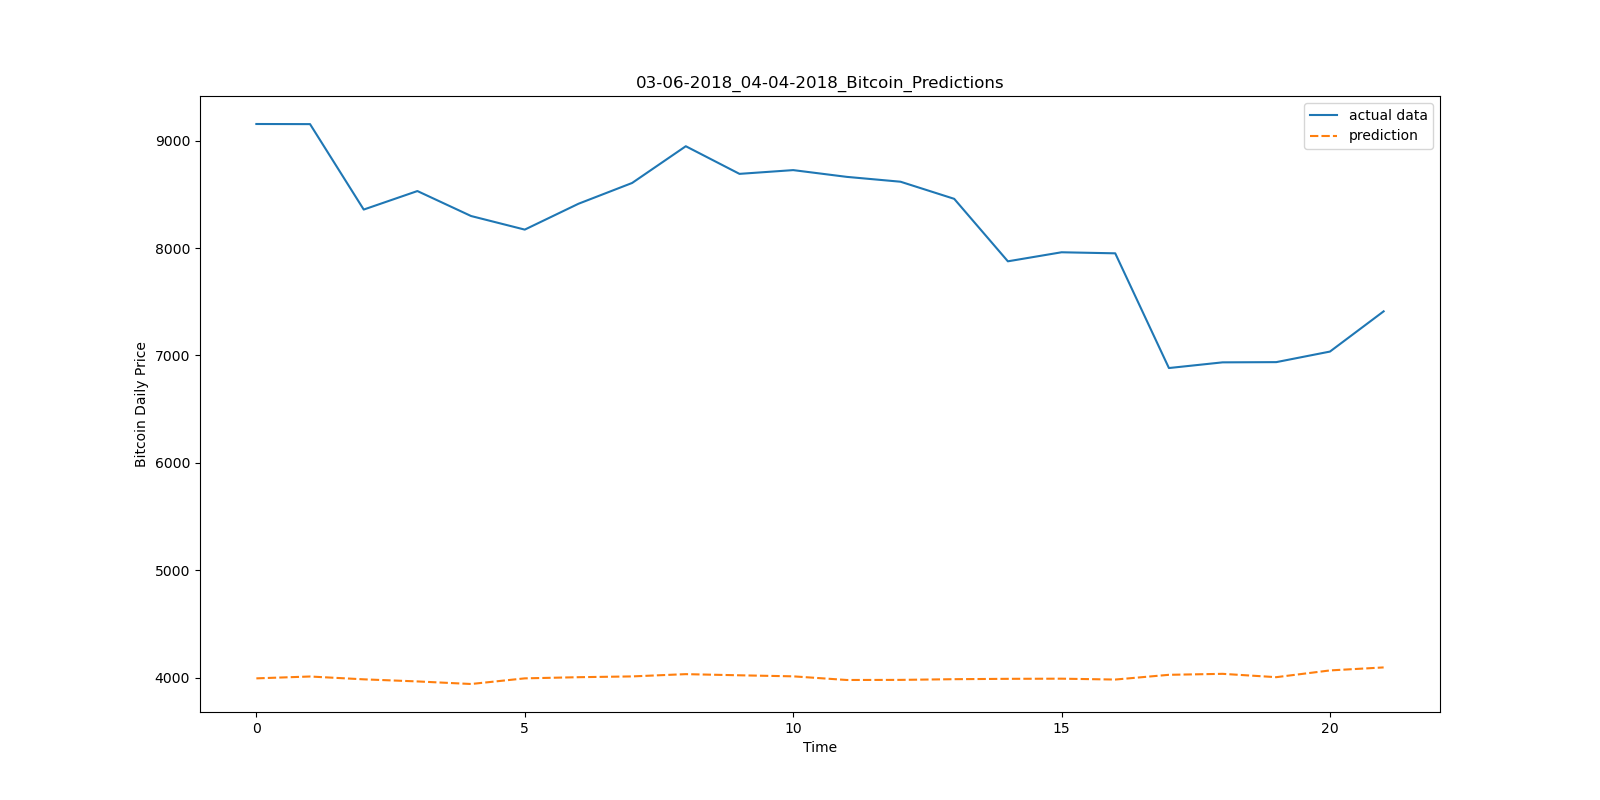 03-06-2018_04-04-2018_Bitcoin_Predictions
actual data
prediction
9000
8000
7000
6000
5000
4000
Bitcoin Daily Price
0 5 10 15 20
Time